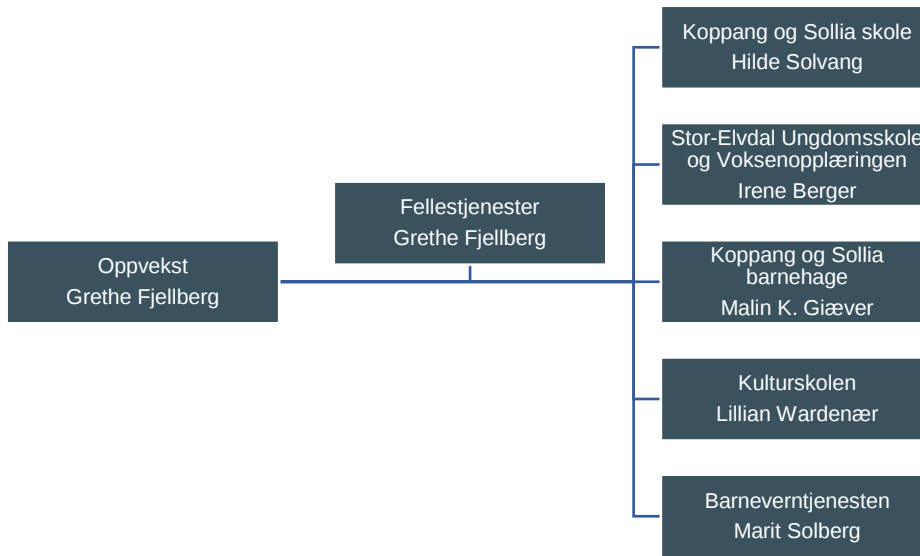 Oppvekst
Grethe Fjellberg
Fellestjenester
Grethe Fjellberg
Koppang og Sollia skole
Hilde Solvang
Stor-Elvdal Ungdomsskole
og Voksenopplæringen
Irene Berger
Koppang og Sollia
barnehage
Malin K. Giæver
Kulturskolen
Lillian Wardenær
Barneverntjenesten
Marit Solberg